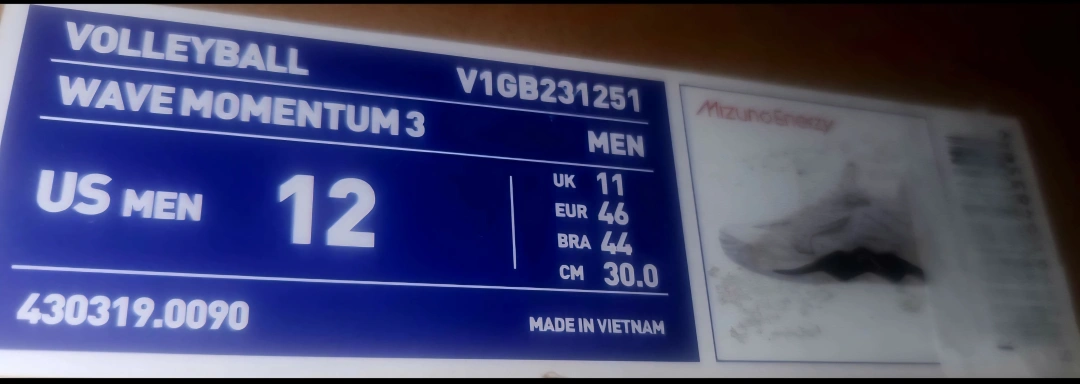 VOLLEYBALL
V1GB231251
WAVE MOMENTUM 3
MEN
US MEN 12
UK 11
EUR 46
BRA 44
CM 30.0
430319.0090
MADE IN VIETNAM
Mizuno Enerzy